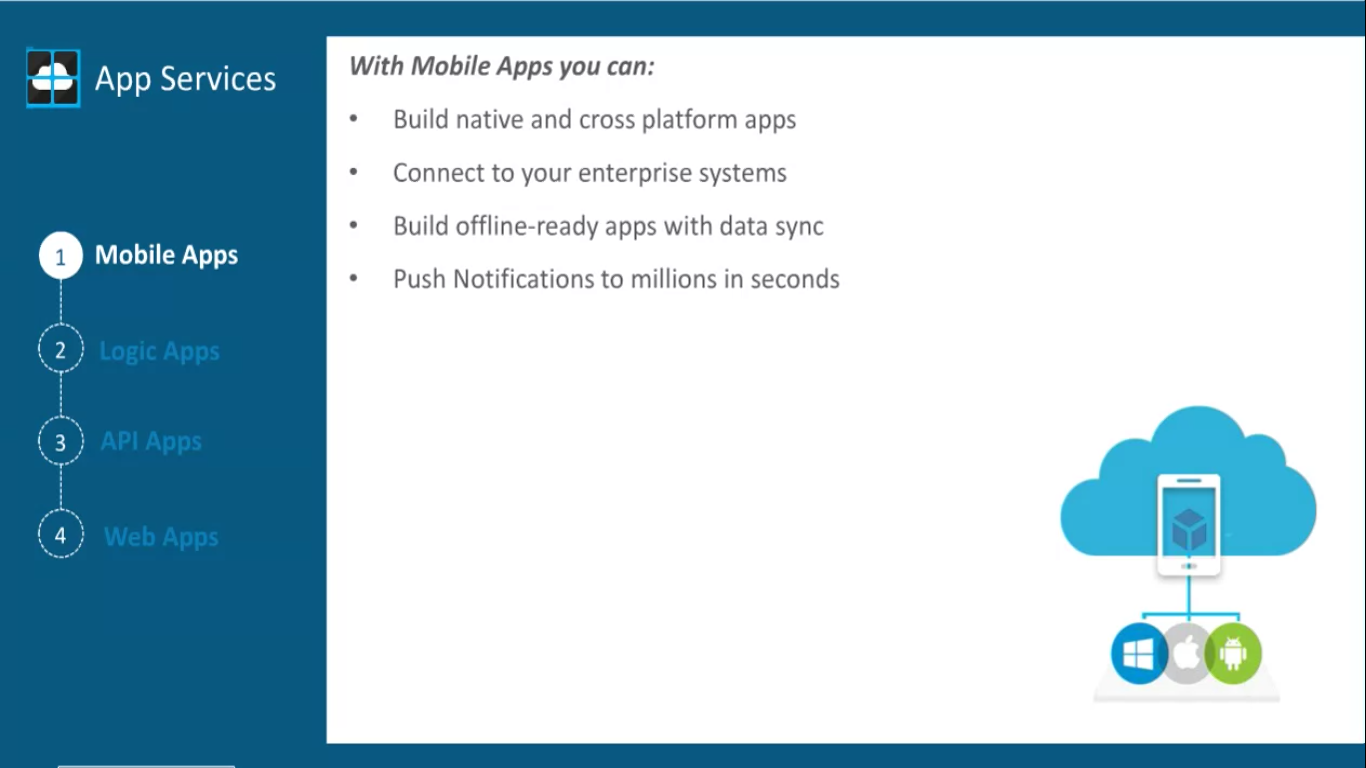 App Services
1 Mobile Apps
2 Logic Apps
3 API Apps
4 Web Apps
With Mobile Apps you can:
• Build native and cross platform apps
• Connect to your enterprise systems
• Build offline-ready apps with data sync
• Push Notifications to millions in seconds